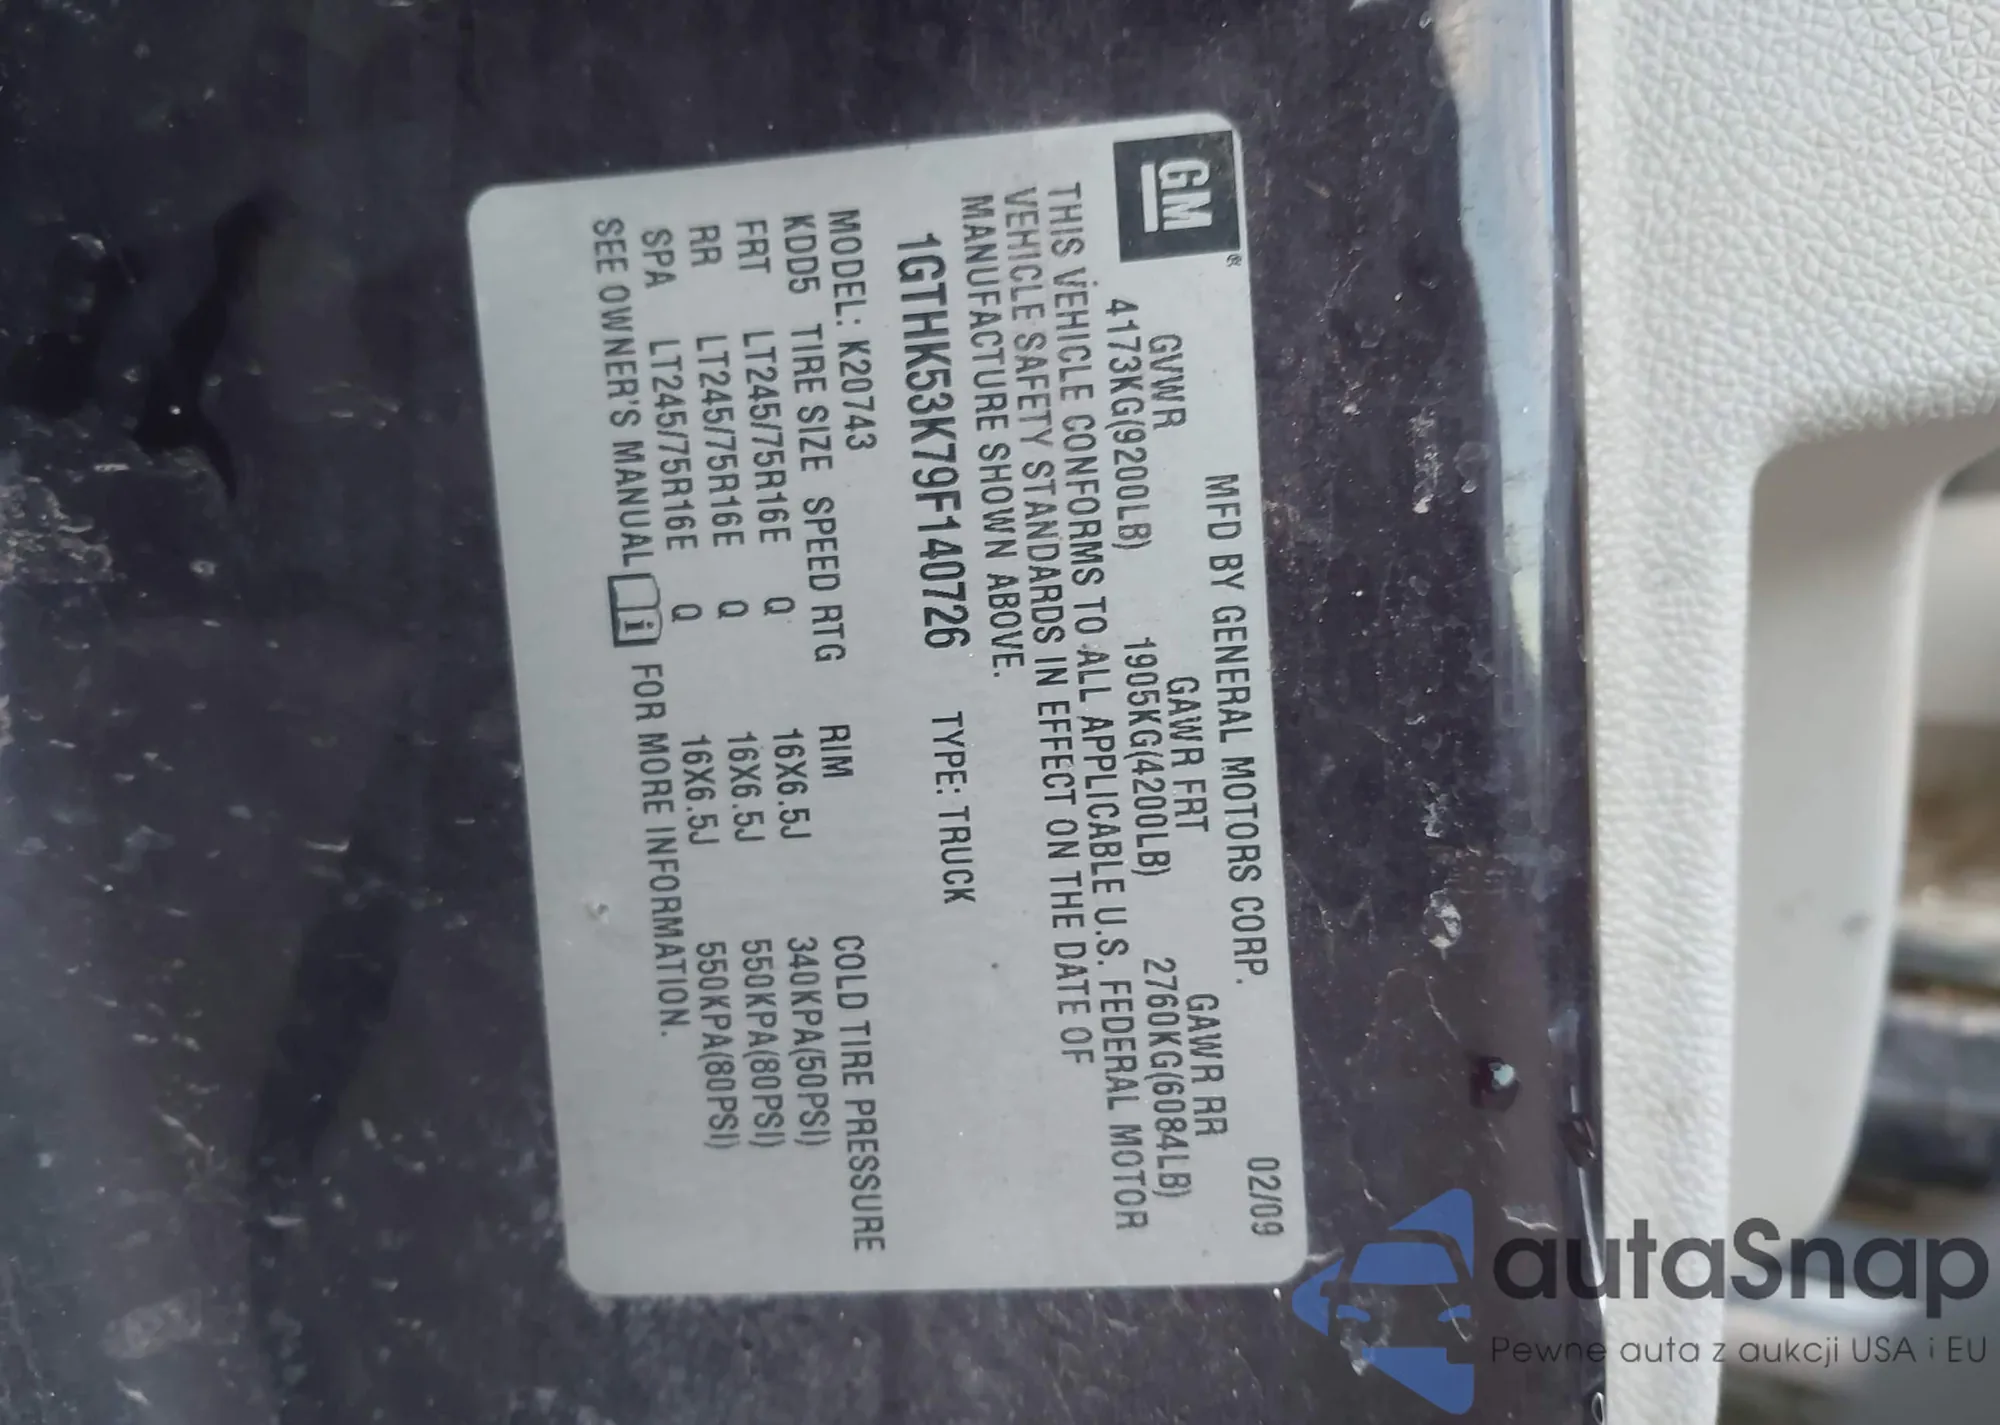 GM®
MFD BY GENERAL MOTORS CORP. 02/09
GVWR GAWR FRT GAWR RR
4173KG(9200LB) 1905KG(4200LB) 2760KG(6084LB)
THIS VEHICLE CONFORMS TO ALL APPLICABLE U.S. FEDERAL MOTOR
VEHICLE SAFETY STANDARDS IN EFFECT ON THE DATE OF
MANUFACTURE SHOWN ABOVE.
1GTHK53K79F140726 TYPE: TRUCK
MODEL: K20743
KDD5 TIRE SIZE SPEED RTG RIM COLD TIRE PRESSURE
FRT LT245/75R16E Q 16X6.5J 340KPA(50PSI)
RR LT245/75R16E Q 16X6.5J 550KPA(80PSI)
SPA LT245/75R16E Q 16X6.5J 550KPA(80PSI)
SEE OWNER'S MANUAL i FOR MORE INFORMATION.
autaSnap
Pewne auta z aukcji USA i EU